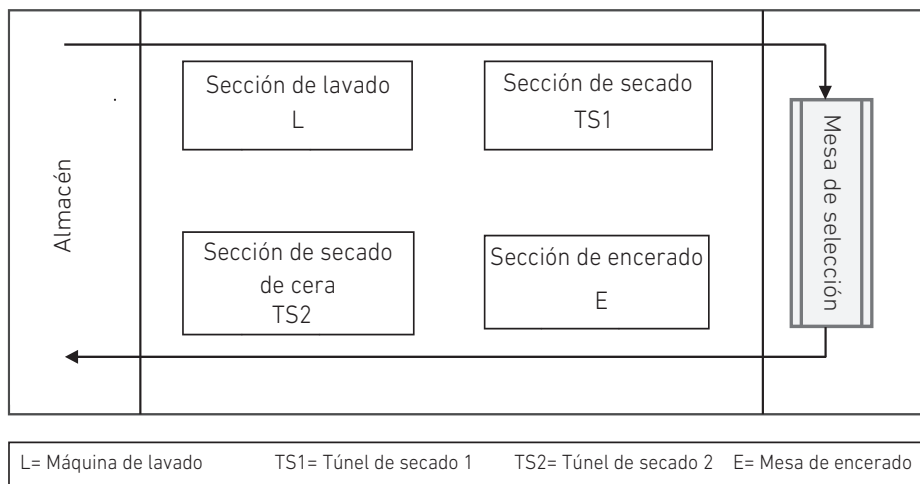 Almacén
Sección de lavado
L
Sección de secado
TS1
Mesa de selección
Sección de secado
de cera
TS2
Sección de encerado
E
L= Máquina de lavado TS1= Túnel de secado 1 TS2= Túnel de secado 2 E= Mesa de encerado